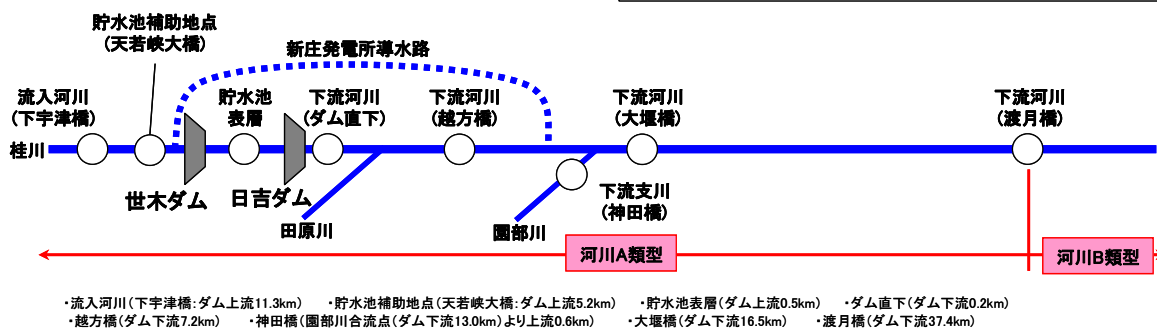 貯水池補助地点
(天若峡大橋)
新庄発電所導水路
流入河川
(下宇津橋)
貯水池
表層
下流河川
(ダム直下)
下流河川
(越方橋)
下流河川
(大堰橋)
下流河川
(渡月橋)
桂川
世木ダム
日吉ダム
田原川
園部川
下流支川
(神田橋)
河川A類型
河川B類型
・流入河川(下宇津橋:ダム上流11.3km) ・貯水池補助地点(天若峡大橋:ダム上流5.2km) ・貯水池表層(ダム上流0.5km) ・ダム直下(ダム下流0.2km)
・越方橋(ダム下流7.2km) ・神田橋(園部川合流点(ダム下流13.0km)より上流0.6km) ・大堰橋(ダム下流16.5km) ・渡月橋(ダム下流37.4km)